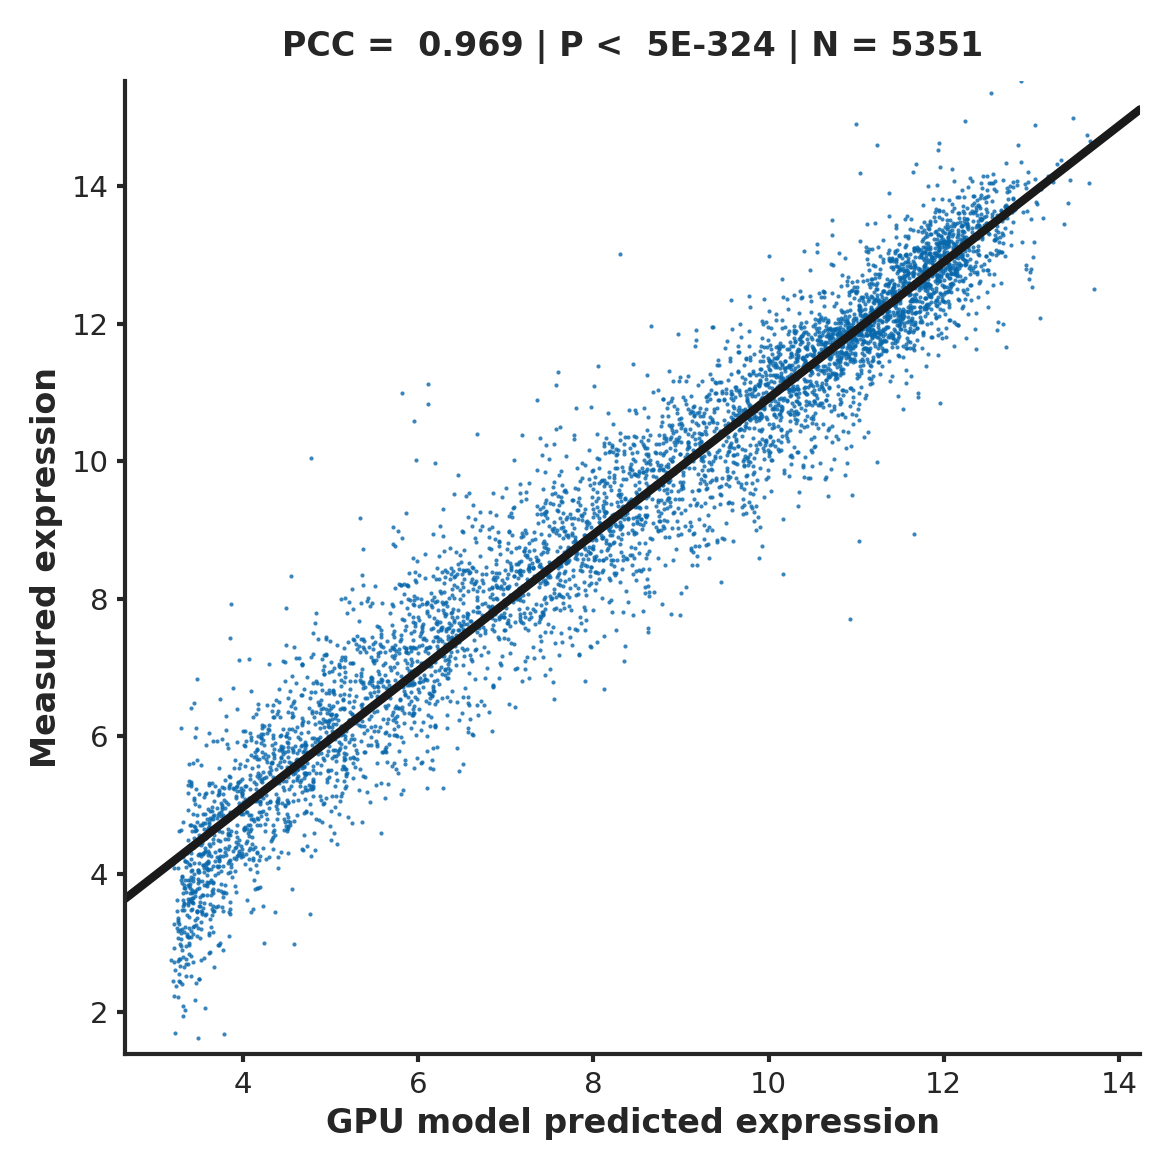 PCC =  0.969 | P <  5E-324 | N = 5351
Measured expression
14
12
10
8
6
4
2
4 6 8 10 12 14
GPU model predicted expression